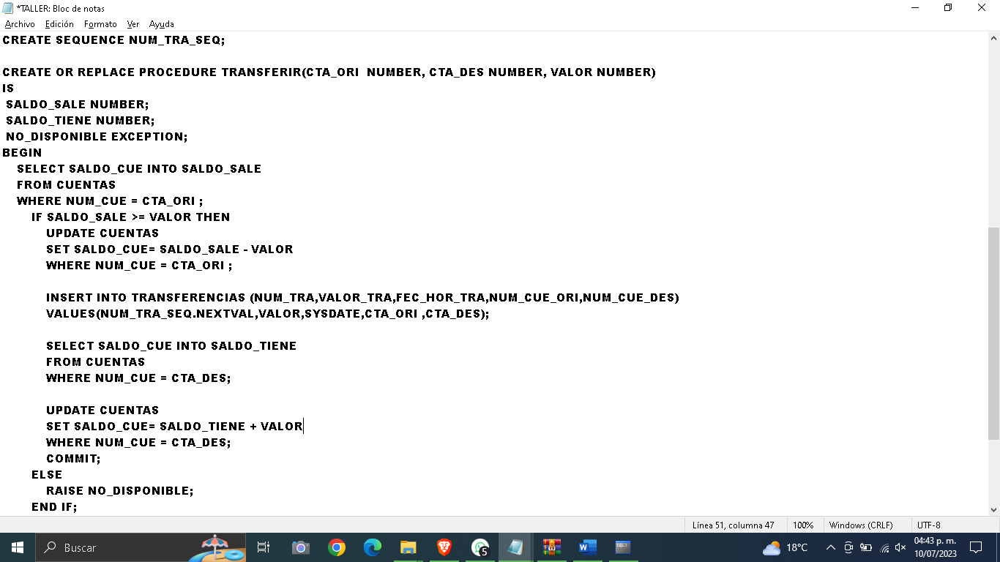 *TALLER: Bloc de notas
Archivo Edición Formato Ver Ayuda
CREATE SEQUENCE NUM_TRA_SEQ;
CREATE OR REPLACE PROCEDURE TRANSFERIR(CTA_ORI  NUMBER, CTA_DES NUMBER, VALOR NUMBER)
IS
SALDO_SALE NUMBER;
SALDO_TIENE NUMBER;
NO_DISPONIBLE EXCEPTION;
BEGIN
SELECT SALDO_CUE INTO SALDO_SALE
FROM CUENTAS
WHERE NUM_CUE = CTA_ORI ;
IF SALDO_SALE >= VALOR THEN
UPDATE CUENTAS
SET SALDO_CUE= SALDO_SALE - VALOR
WHERE NUM_CUE = CTA_ORI ;
INSERT INTO TRANSFERENCIAS (NUM_TRA,VALOR_TRA,FEC_HOR_TRA,NUM_CUE_ORI,NUM_CUE_DES)
VALUES(NUM_TRA_SEQ.NEXTVAL,VALOR,SYSDATE,CTA_ORI ,CTA_DES);
SELECT SALDO_CUE INTO SALDO_TIENE
FROM CUENTAS
WHERE NUM_CUE = CTA_DES;
UPDATE CUENTAS
SET SALDO_CUE= SALDO_TIENE + VALOR
WHERE NUM_CUE = CTA_DES;
COMMIT;
ELSE
RAISE NO_DISPONIBLE;
END IF;
Línea 51, columna 47 100% Windows (CRLF) UTF-8
Buscar 5 W SQL> 18°C 04:43 p. m.
10/07/2023